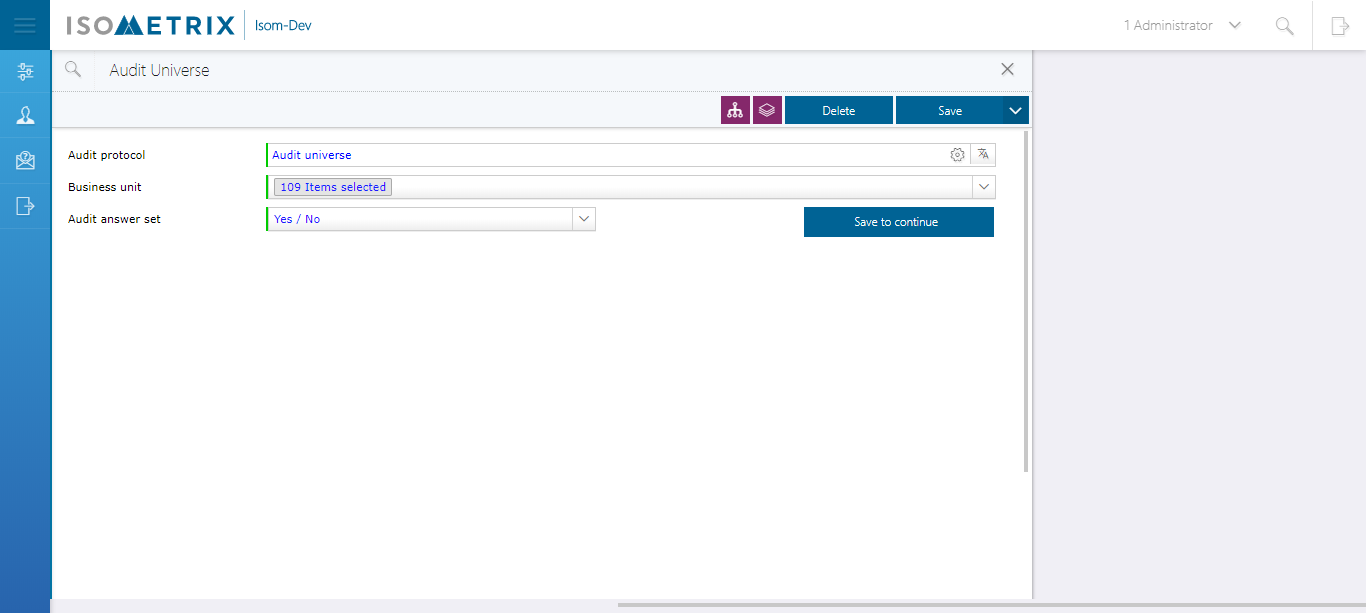 ISOMETRIX Isom-Dev 1 Administrator
Audit Universe
Delete Save
Audit protocol Audit universe
Business unit 109 Items selected
Audit answer set Yes / No Save to continue